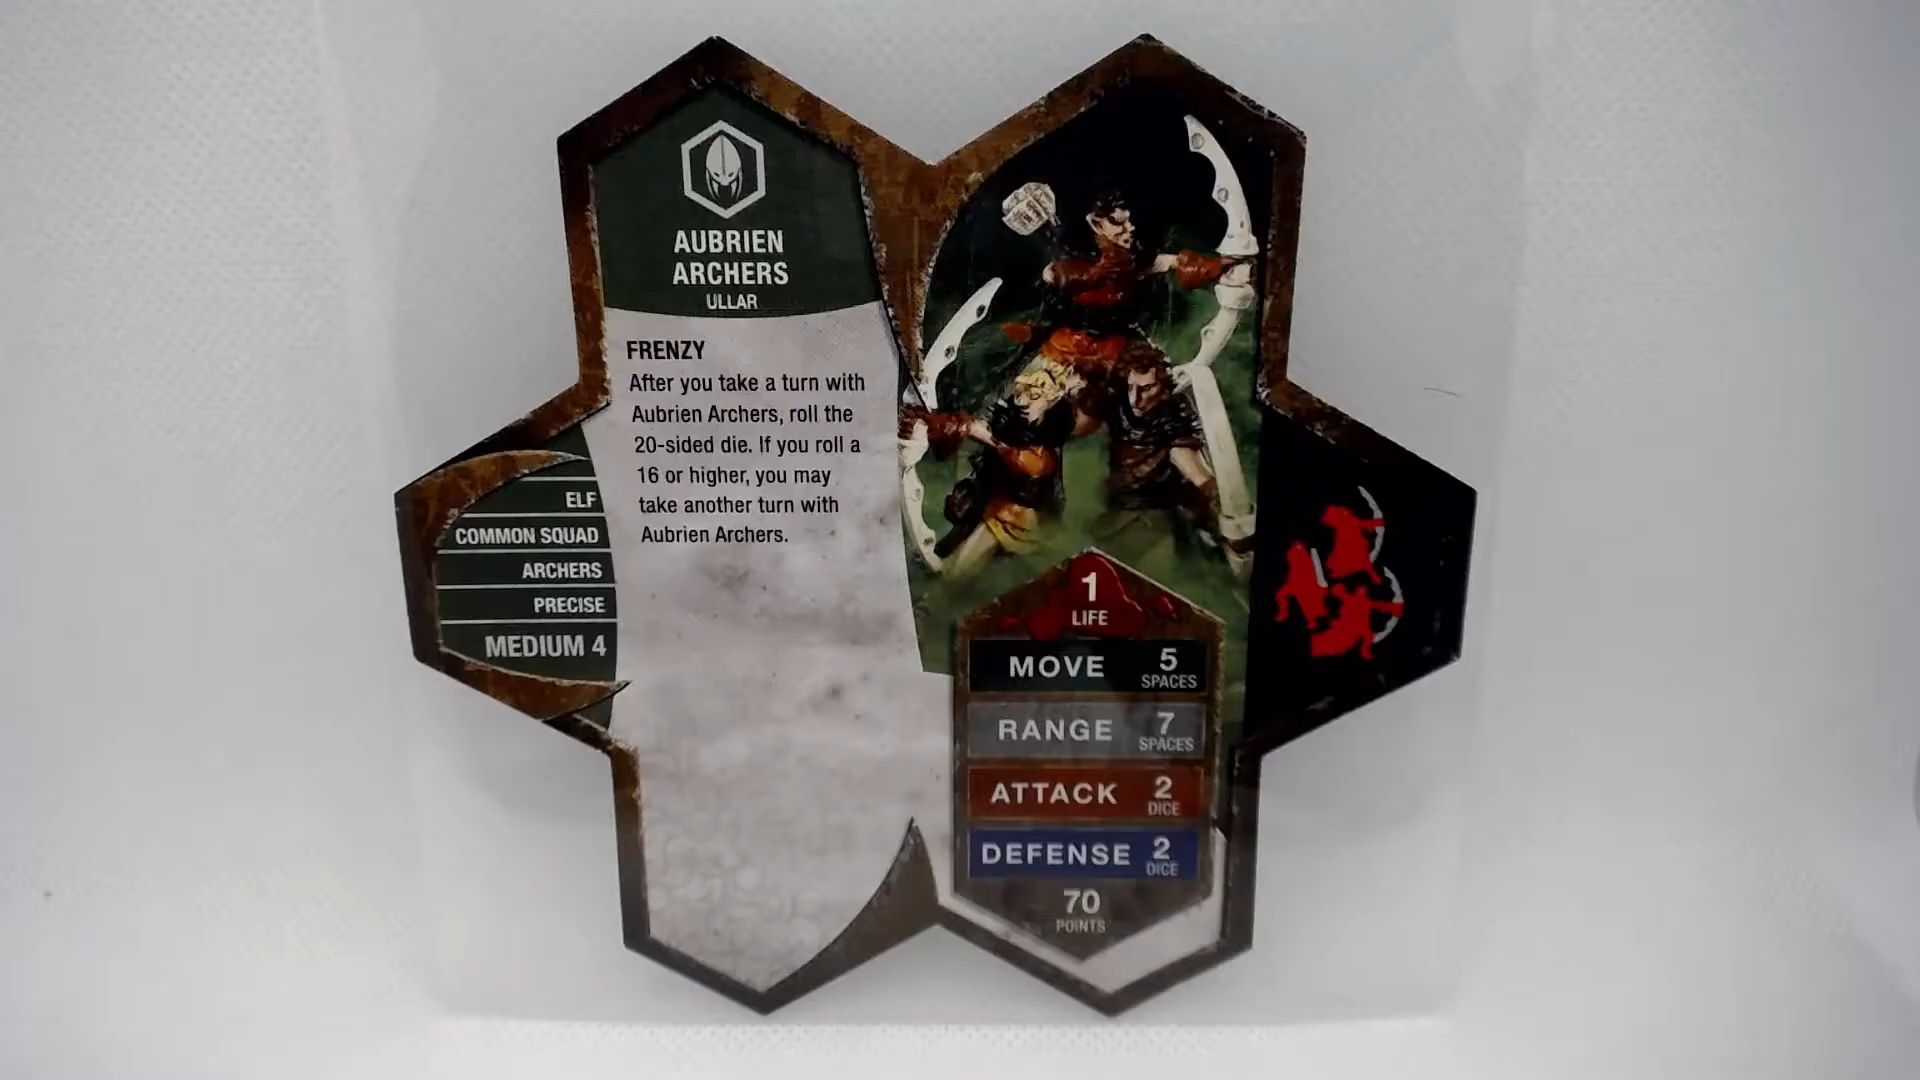 AUBRIEN
ARCHERS
ULLAR
FRENZY
After you take a turn with
Aubrien Archers, roll the
20-sided die. If you roll a
16 or higher, you may
take another turn with
Aubrien Archers.
ELF
COMMON SQUAD
ARCHERS
PRECISE
MEDIUM 4
1
LIFE
MOVE 5
SPACES
RANGE 7
SPACES
ATTACK 2
DICE
DEFENSE 2
DICE
70
POINTS